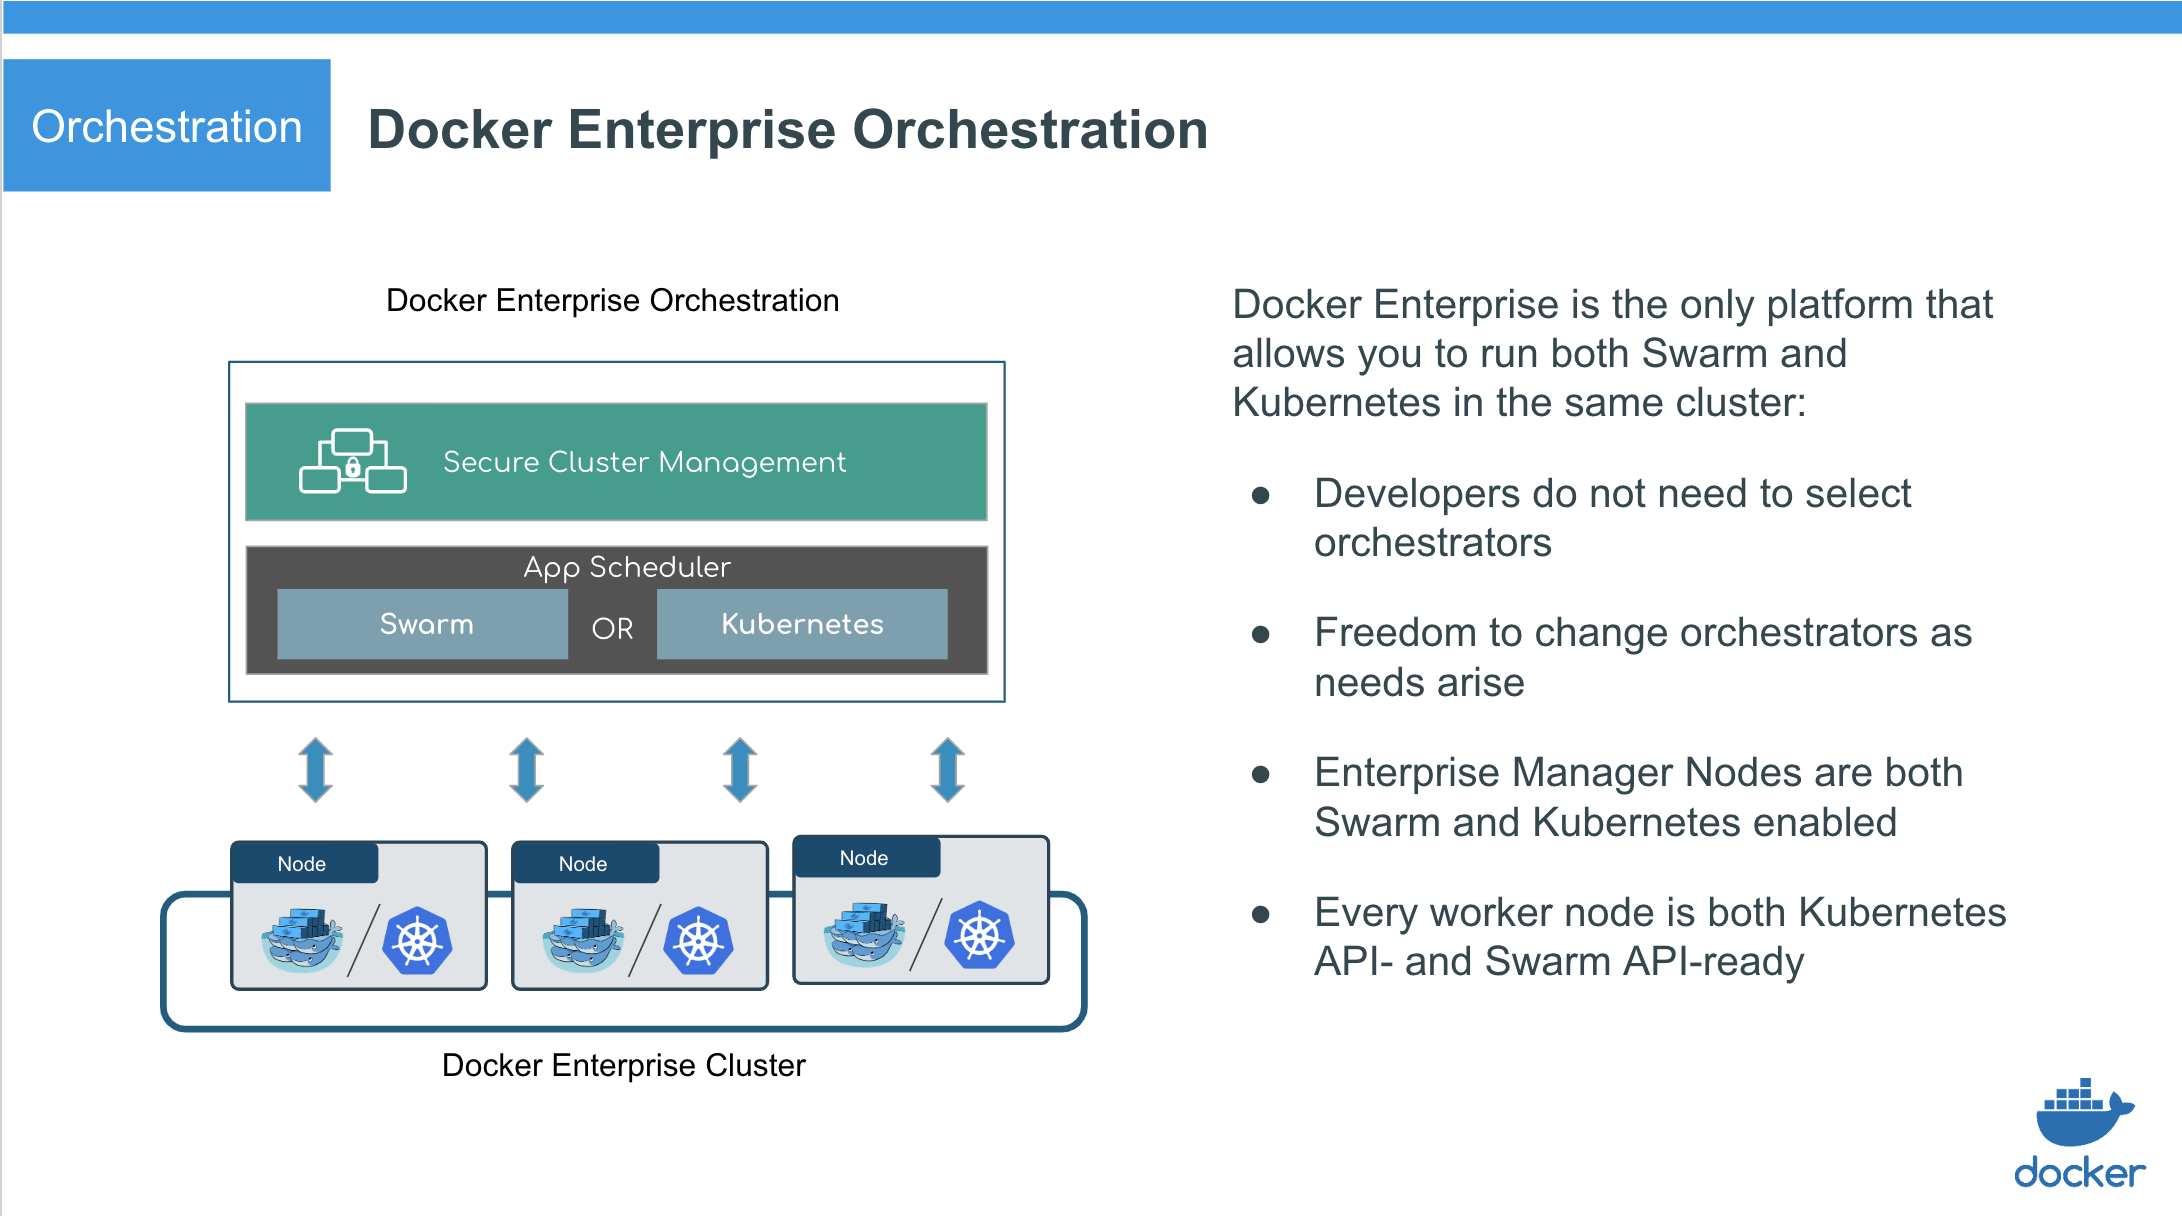 Orchestration
Docker Enterprise Orchestration
Docker Enterprise Orchestration
Secure Cluster Management
App Scheduler
Swarm
OR
Kubernetes
Node
Node
Node
Docker Enterprise Cluster
Docker Enterprise is the only platform that
allows you to run both Swarm and
Kubernetes in the same cluster:
● Developers do not need to select
orchestrators
● Freedom to change orchestrators as
needs arise
● Enterprise Manager Nodes are both
Swarm and Kubernetes enabled
● Every worker node is both Kubernetes
API- and Swarm API-ready
docker